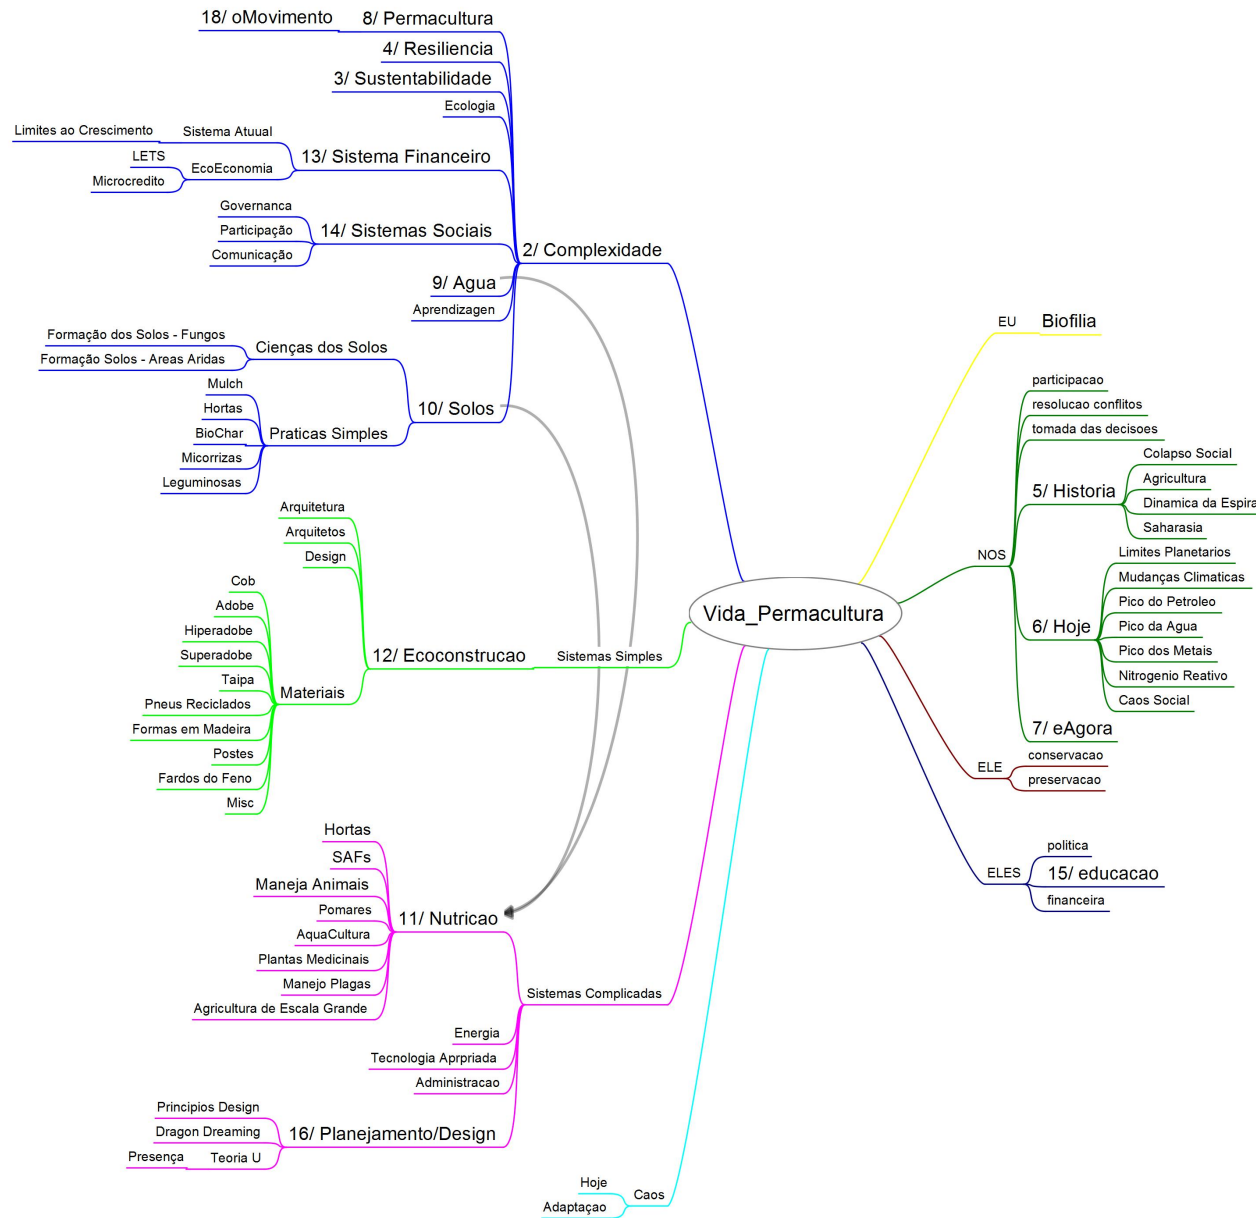 18/ oMovimento
8/ Permacultura
4/ Resiliencia
3/ Sustentabilidade
Ecologia
Limites ao Crescimento
Sistema Atuual
LETS
Microcredito
EcoEconomia
13/ Sistema Financeiro
Governanca
Participação
Comunicação
14/ Sistemas Sociais
9/ Agua
Aprendizagen
Formação dos Solos - Fungos
Formação Solos - Areas Aridas
Cienças dos Solos
Mulch
Hortas
BioChar
Micorrizas
Leguminosas
Praticas Simples
10/ Solos
2/ Complexidade
Arquitetura
Arquitetos
Design
Cob
Adobe
Hiperadobe
Superadobe
Taipa
Pneus Reciclados
Formas em Madeira
Postes
Fardos do Feno
Misc
Materiais
12/ Ecoconstrucao
Sistemas Simples
Hortas
SAFs
Maneja Animais
Pomares
AquaCultura
Plantas Medicinais
Manejo Plagas
Agricultura de Escala Grande
11/ Nutricao
Energia
Tecnologia Aprpriada
Administracao
Principios Design
Dragon Dreaming
Presença
Teoria U
16/ Planejamento/Design
Sistemas Complicadas
Hoje
Adaptaçao
Caos
Vida_Permacultura
EU
Biofilia
NOS
participacao
resolucao conflitos
tomada das decisoes
5/ Historia
Colapso Social
Agricultura
Dinamica da Espira
Saharasia
6/ Hoje
Limites Planetarios
Mudanças Climaticas
Pico do Petroleo
Pico da Agua
Pico dos Metais
Nitrogenio Reativo
Caos Social
7/ eAgora
ELE
conservacao
preservacao
ELES
politica
15/ educacao
financeira